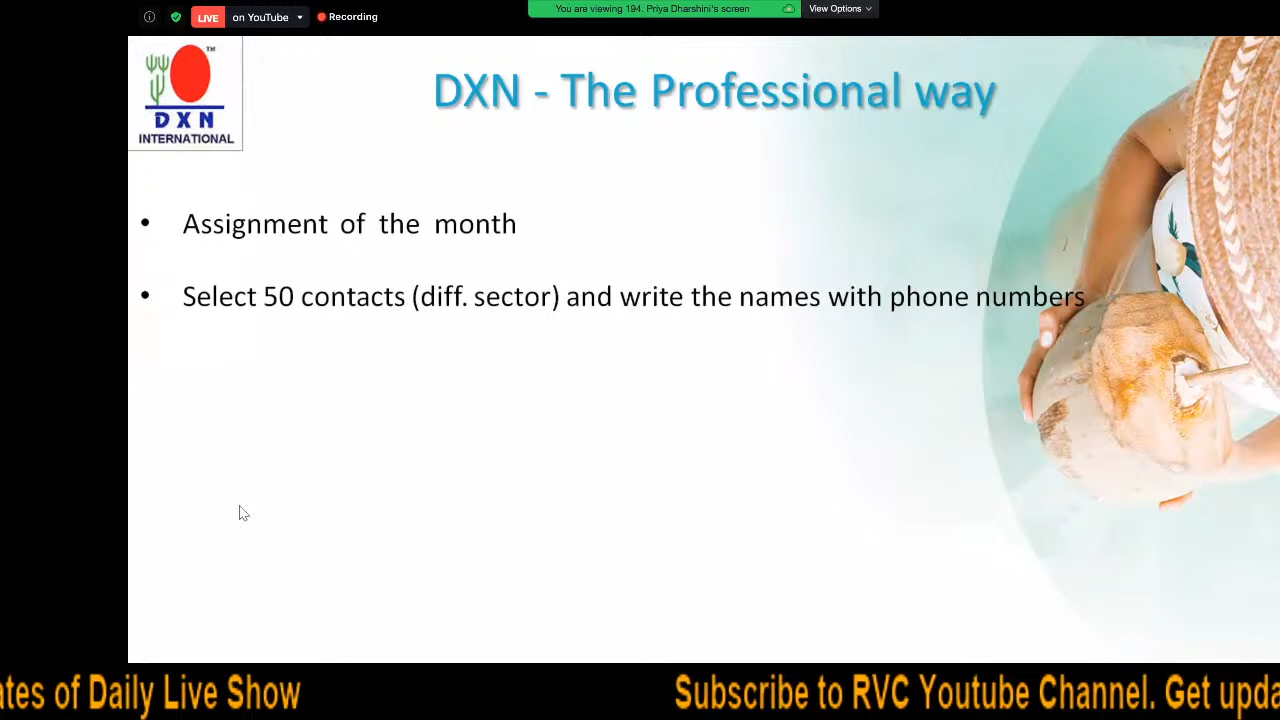 LIVE on YouTube Recording
You are viewing 194. Priya Dharshini's screen View Options
TM
DXN
INTERNATIONAL
DXN - The Professional way
• Assignment of the month
• Select 50 contacts (diff. sector) and write the names with phone numbers
ates of Daily Live Show Subscribe to RVC Youtube Channel. Get upda